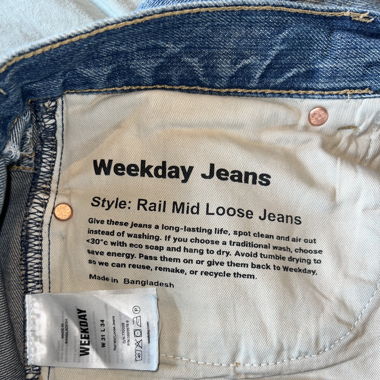 Weekday Jeans
Style: Rail Mid Loose Jeans
Give these jeans a long-lasting life, spot clean and air out
instead of washing. If you choose a traditional wash, choose
<30°c with eco soap and hang to dry. Avoid tumble drying to
save energy. Pass them on or give them back to Weekday,
so we can reuse, remake, or recycle them.
Made in Bangladesh
WEEKDAY
W 31 L 34